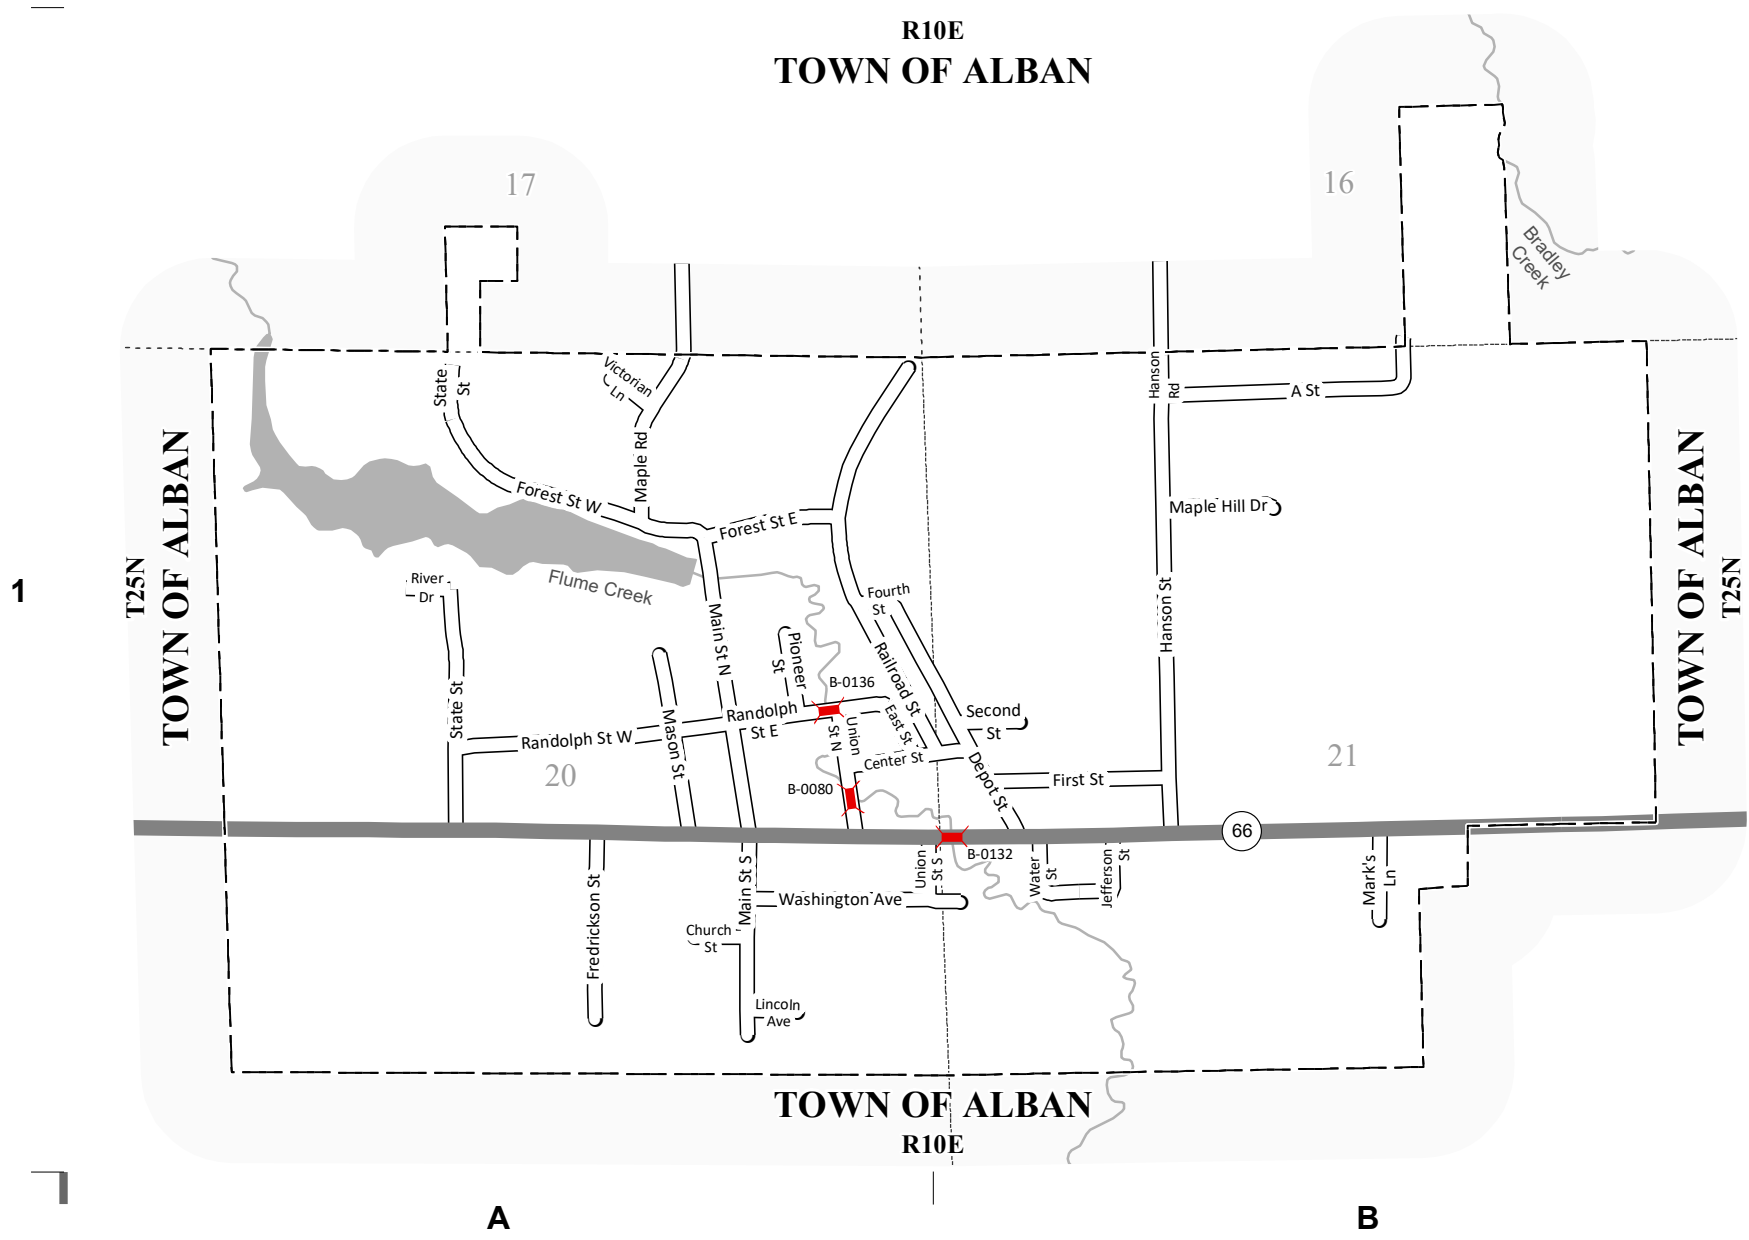 R10E
TOWN OF ALBAN
17
16
Bradley
Creek
State
St
Victorian
Ln
Hanson
Rd
A St
TOWN OF ALBAN
T25N
Maple Rd
Forest St W
Forest St E
Maple Hill Dr
TOWN OF ALBAN
T25N
1
River
Dr
Flume Creek
Fourth
St
Main St N
Hanson St
Pioneer
St
Railroad St
B-0136
State St
Mason St
Randolph St W
Randolph
St E
Union
St N
East St
Second
St
20
Center St
Depot St
First St
21
B-0080
66
B-0132
Fredrickson St
Main St S
Union
St S
Water
St
Jefferson
St
Mark's
Ln
Washington Ave
Church
St
Lincoln
Ave
TOWN OF ALBAN
R10E
A
B